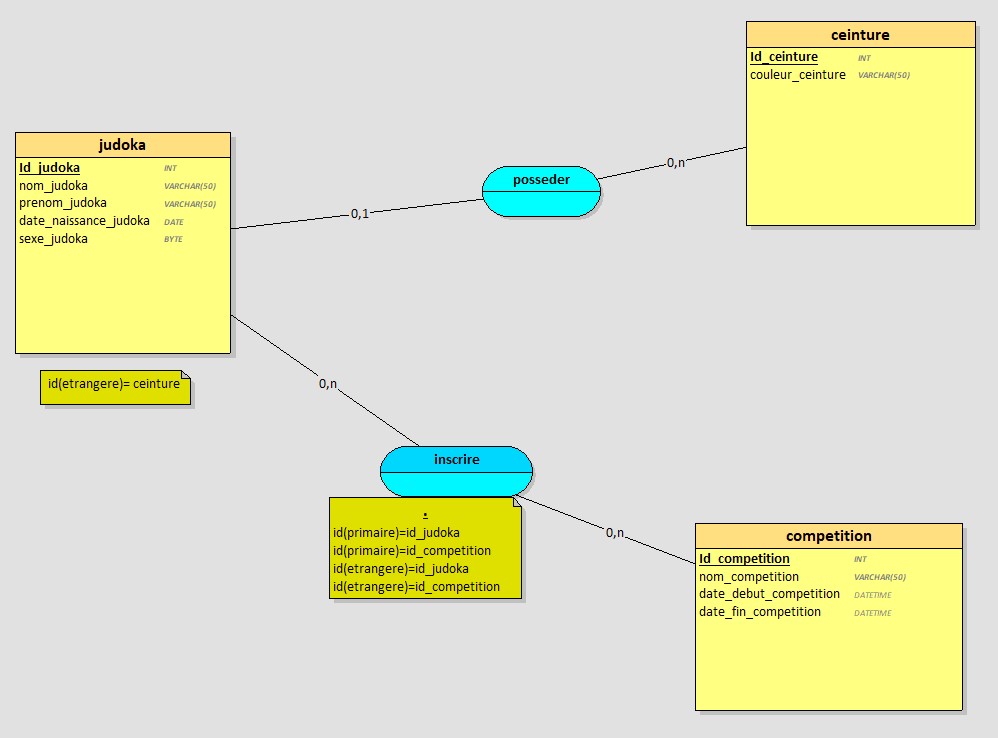 ceinture
Id_ceinture INT
couleur_ceinture VARCHAR(50)
judoka
Id_judoka INT
nom_judoka VARCHAR(50)
prenom_judoka VARCHAR(50)
date_naissance_judoka DATE
sexe_judoka BYTE
posseder
0,n
0,1
id(etrangere)= ceinture
0,n
inscrire
.
id(primaire)=id_judoka
id(primaire)=id_competition
id(etrangere)=id_judoka
id(etrangere)=id_competition
0,n
competition
Id_competition INT
nom_competition VARCHAR(50)
date_debut_competition DATETIME
date_fin_competition DATETIME